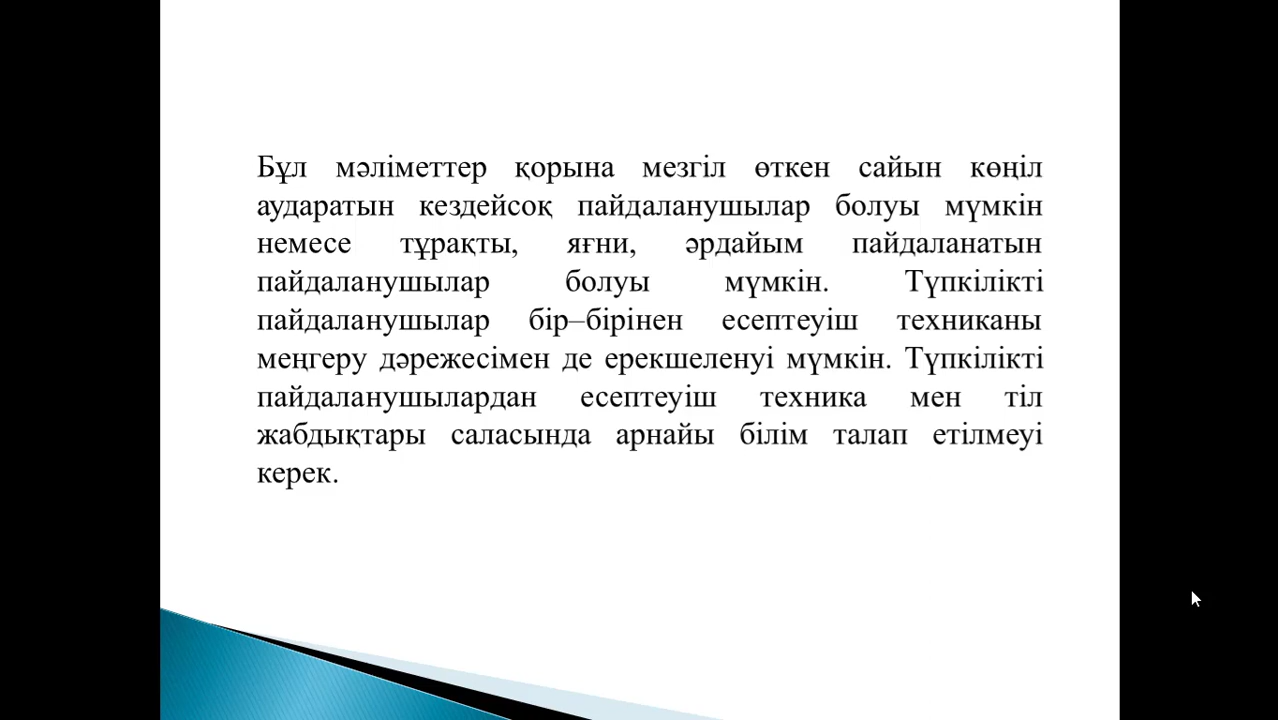 Бұл мәліметтер қорына мезгіл өткен сайын көңіл
аударатын кездейсоқ пайдаланушылар болуы мүмкін
немесе тұрақты, яғни, әрдайым пайдаланатын
пайдаланушылар болуы мүмкін. Түпкілікті
пайдаланушылар бір–бірінен есептеуіш техниканы
меңгеру дәрежесімен де ерекшеленуі мүмкін. Түпкілікті
пайдаланушылардан есептеуіш техника мен тіл
жабдықтары саласында арнайы білім талап етілмеуі
керек.